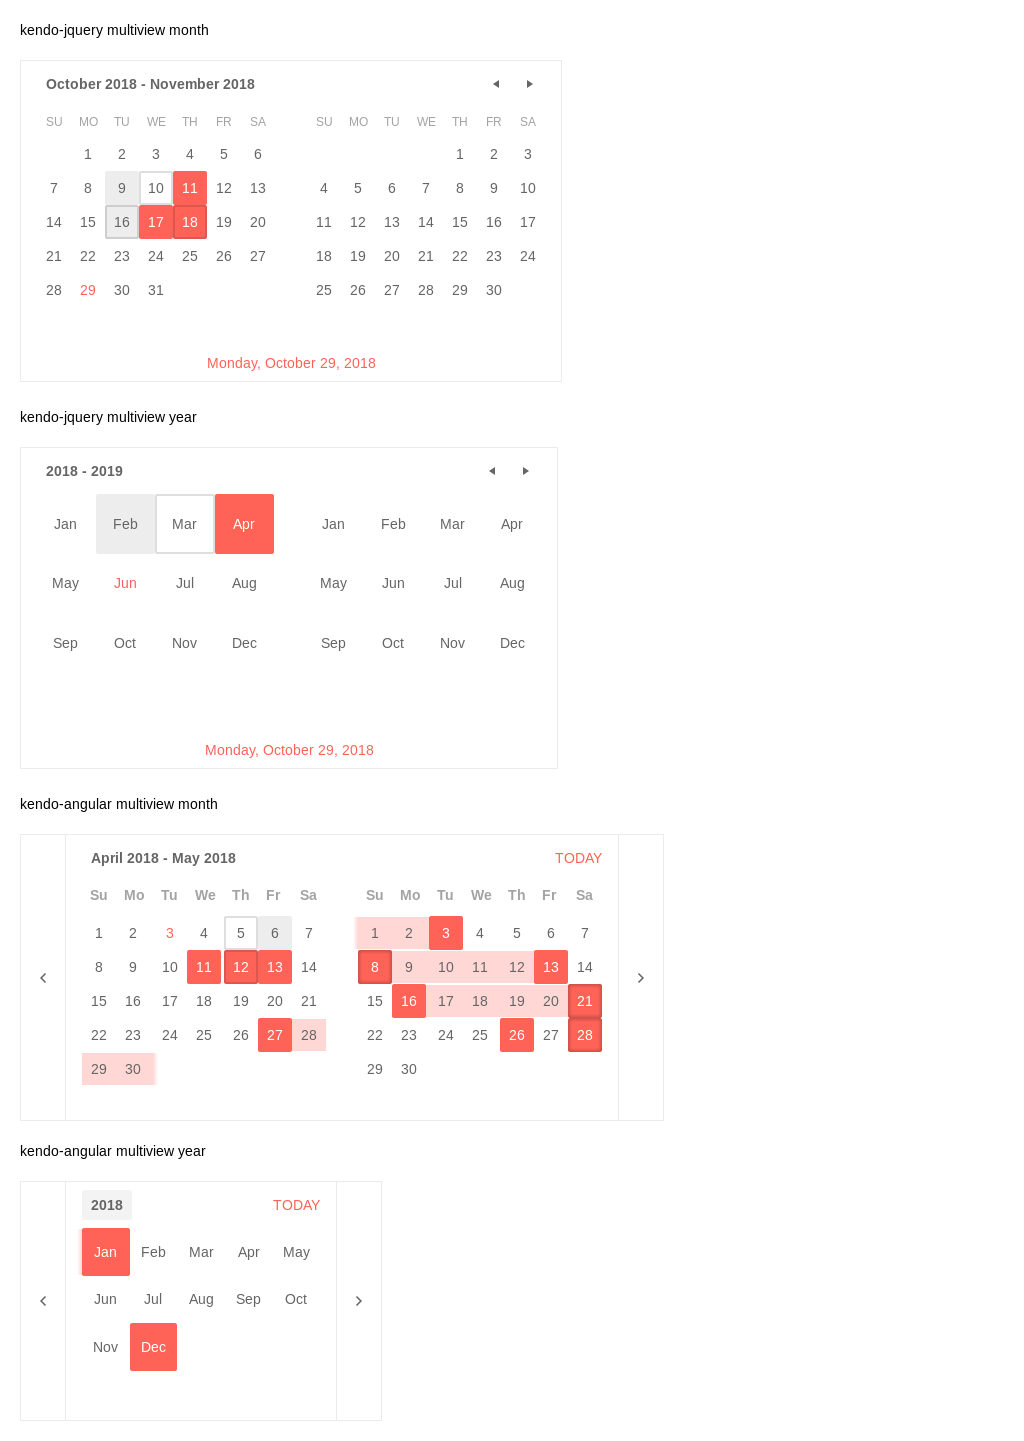 kendo-jquery multiview month
October 2018 - November 2018
SU MO TU WE TH FR SA SU MO TU WE TH FR SA
1 2 3 4 5 6 1 2 3
7 8 9 10 11 12 13 4 5 6 7 8 9 10
14 15 16 17 18 19 20 11 12 13 14 15 16 17
21 22 23 24 25 26 27 18 19 20 21 22 23 24
28 29 30 31 25 26 27 28 29 30
Monday, October 29, 2018
kendo-jquery multiview year
2018 - 2019
Jan Feb Mar Apr Jan Feb Mar Apr
May Jun Jul Aug May Jun Jul Aug
Sep Oct Nov Dec Sep Oct Nov Dec
Monday, October 29, 2018
kendo-angular multiview month
April 2018 - May 2018 TODAY
Su Mo Tu We Th Fr Sa Su Mo Tu We Th Fr Sa
1 2 3 4 5 6 7 1 2 3 4 5 6 7
8 9 10 11 12 13 14 8 9 10 11 12 13 14
15 16 17 18 19 20 21 15 16 17 18 19 20 21
22 23 24 25 26 27 28 22 23 24 25 26 27 28
29 30 29 30
kendo-angular multiview year
2018 TODAY
Jan Feb Mar Apr May
Jun Jul Aug Sep Oct
Nov Dec